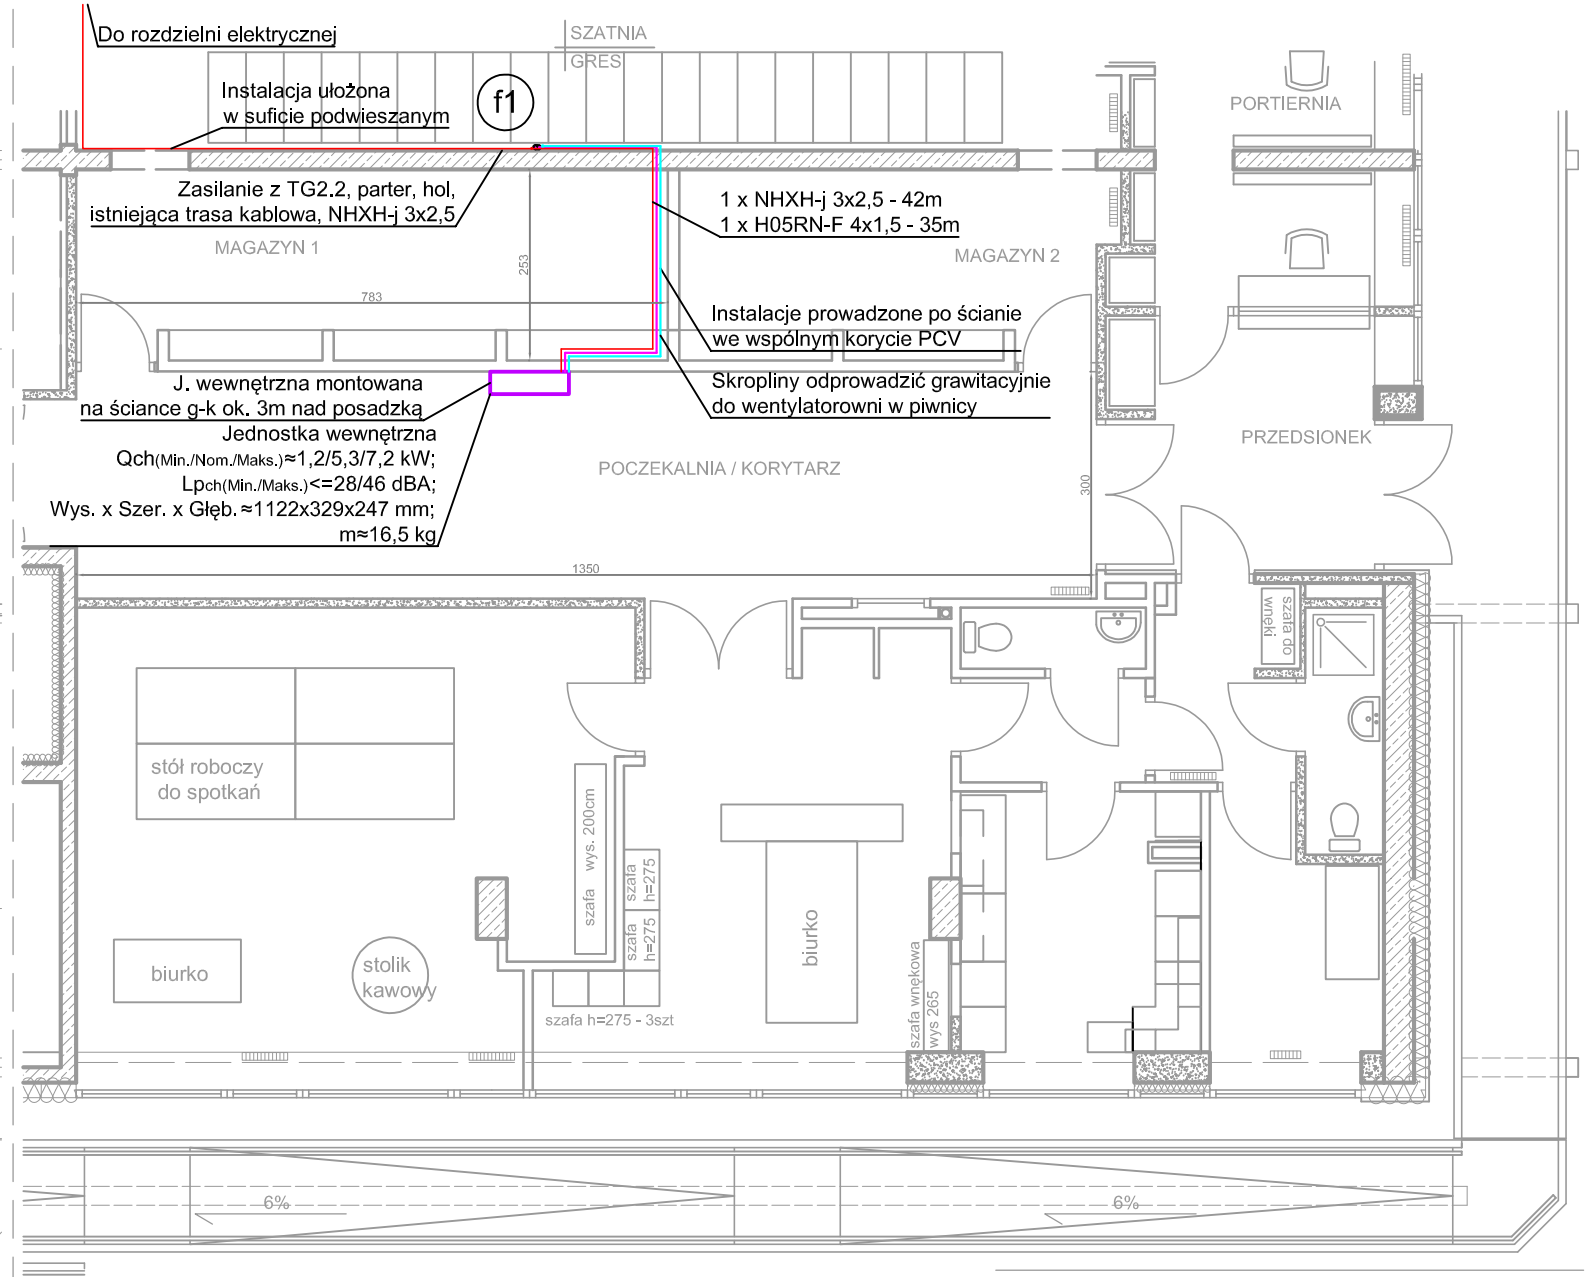 Do rozdzielni elektrycznej
SZATNIA
GRES
Instalacja ułożona
w suficie podwieszanym
f1
PORTIERNIA
Zasilanie z TG2.2, parter, hol,
istniejąca trasa kablowa, NHXH-j 3x2,5
1 x NHXH-j 3x2,5 - 42m
1 x H05RN-F 4x1,5 - 35m
MAGAZYN 1
MAGAZYN 2
253
783
Instalacje prowadzone po ścianie
we wspólnym korycie PCV
J. wewnętrzna montowana
na ściance g-k ok. 3m nad posadzką
Skropliny odprowadzić grawitacyjnie
do wentylatorowni w piwnicy
Jednostka wewnętrzna
Qch(Min./Nom./Maks.)≈1,2/5,3/7,2 kW;
Lpch(Min./Maks.)<=28/46 dBA;
Wys. x Szer. x Głęb.≈1122x329x247 mm;
m≈16,5 kg
POCZEKALNIA / KORYTARZ
PRZEDSIONEK
300
1350
szafa do
wnęki
stół roboczy
do spotkań
szafa wys. 200cm
szafa
h=275
szafa
h=275
biurko
biurko
stolik
kawowy
szafa wnękowa
wys 265
szafa h=275 - 3szt
6%
6%